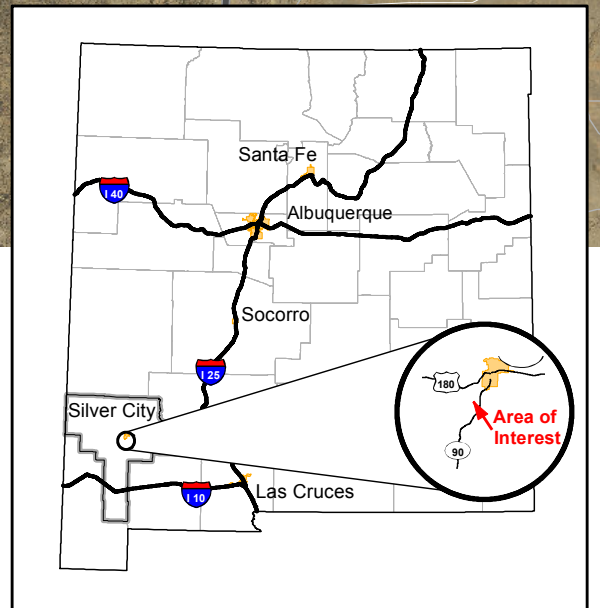 Santa Fe
I 40
Albuquerque
Socorro
I 25
180
Silver City
Area of
Interest
90
I 10
Las Cruces